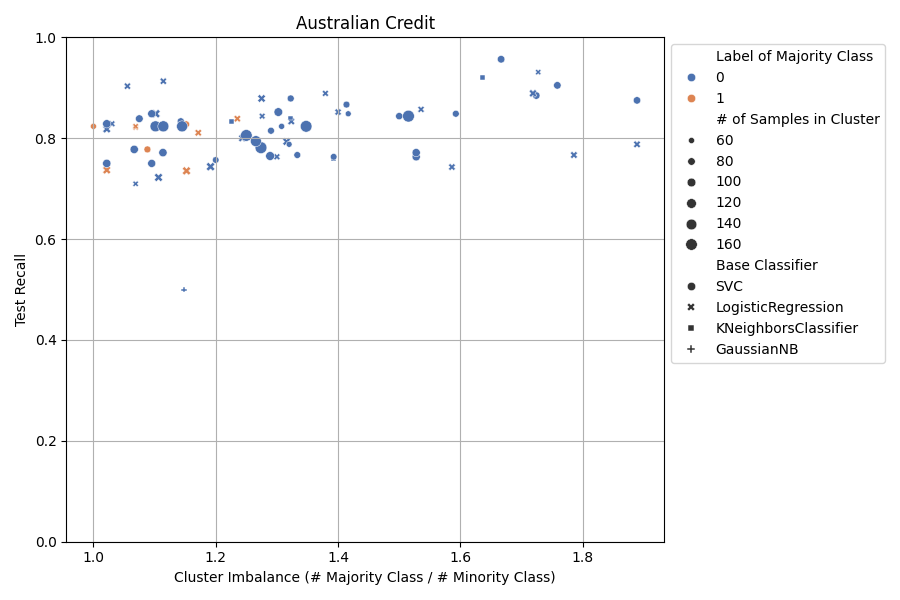 Australian Credit
1.0
0.8
0.6
0.4
0.2
0.0
Test Recall
1.0 1.2 1.4 1.6 1.8
Cluster Imbalance (# Majority Class / # Minority Class)
Label of Majority Class
0
1
# of Samples in Cluster
60
80
100
120
140
160
Base Classifier
SVC
LogisticRegression
KNeighborsClassifier
GaussianNB